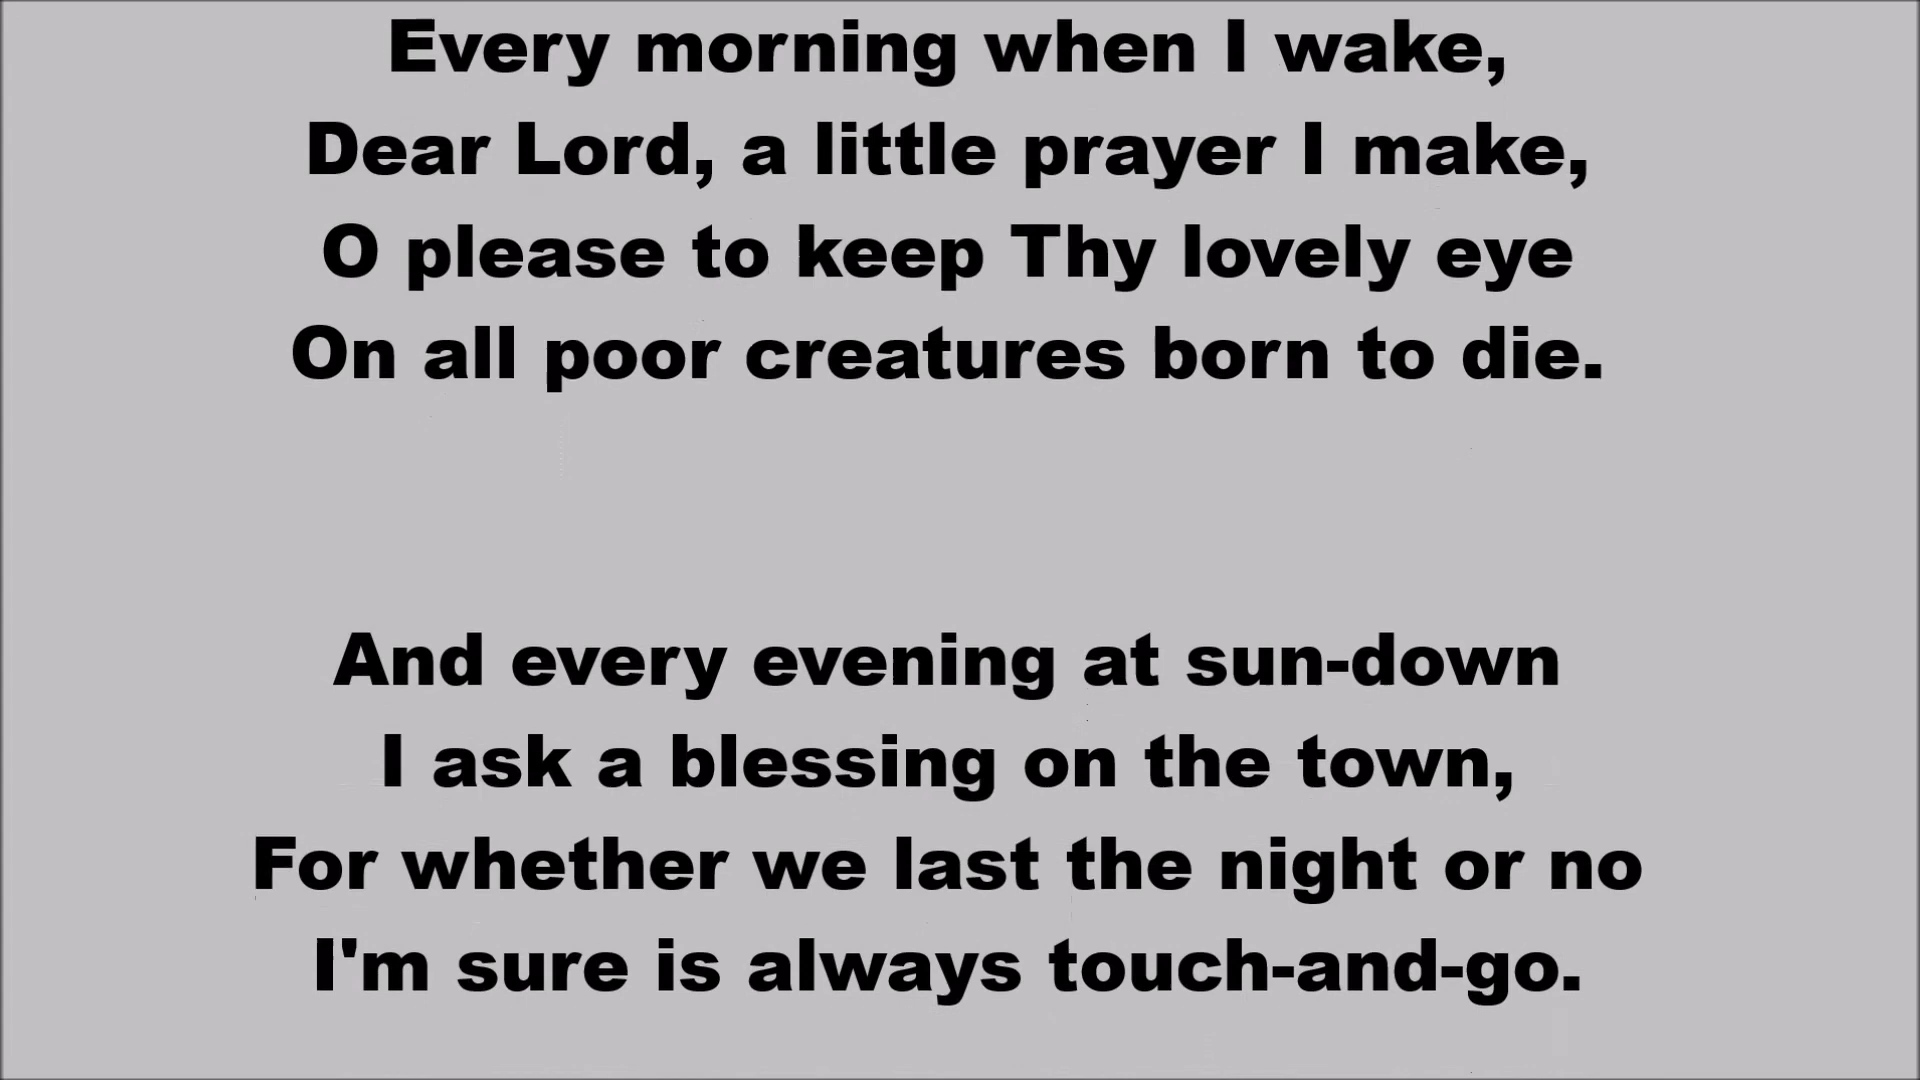 Every morning when I wake,
Dear Lord, a little prayer I make,
O please to keep Thy lovely eye
On all poor creatures born to die.
And every evening at sun-down
I ask a blessing on the town,
For whether we last the night or no
I'm sure is always touch-and-go.